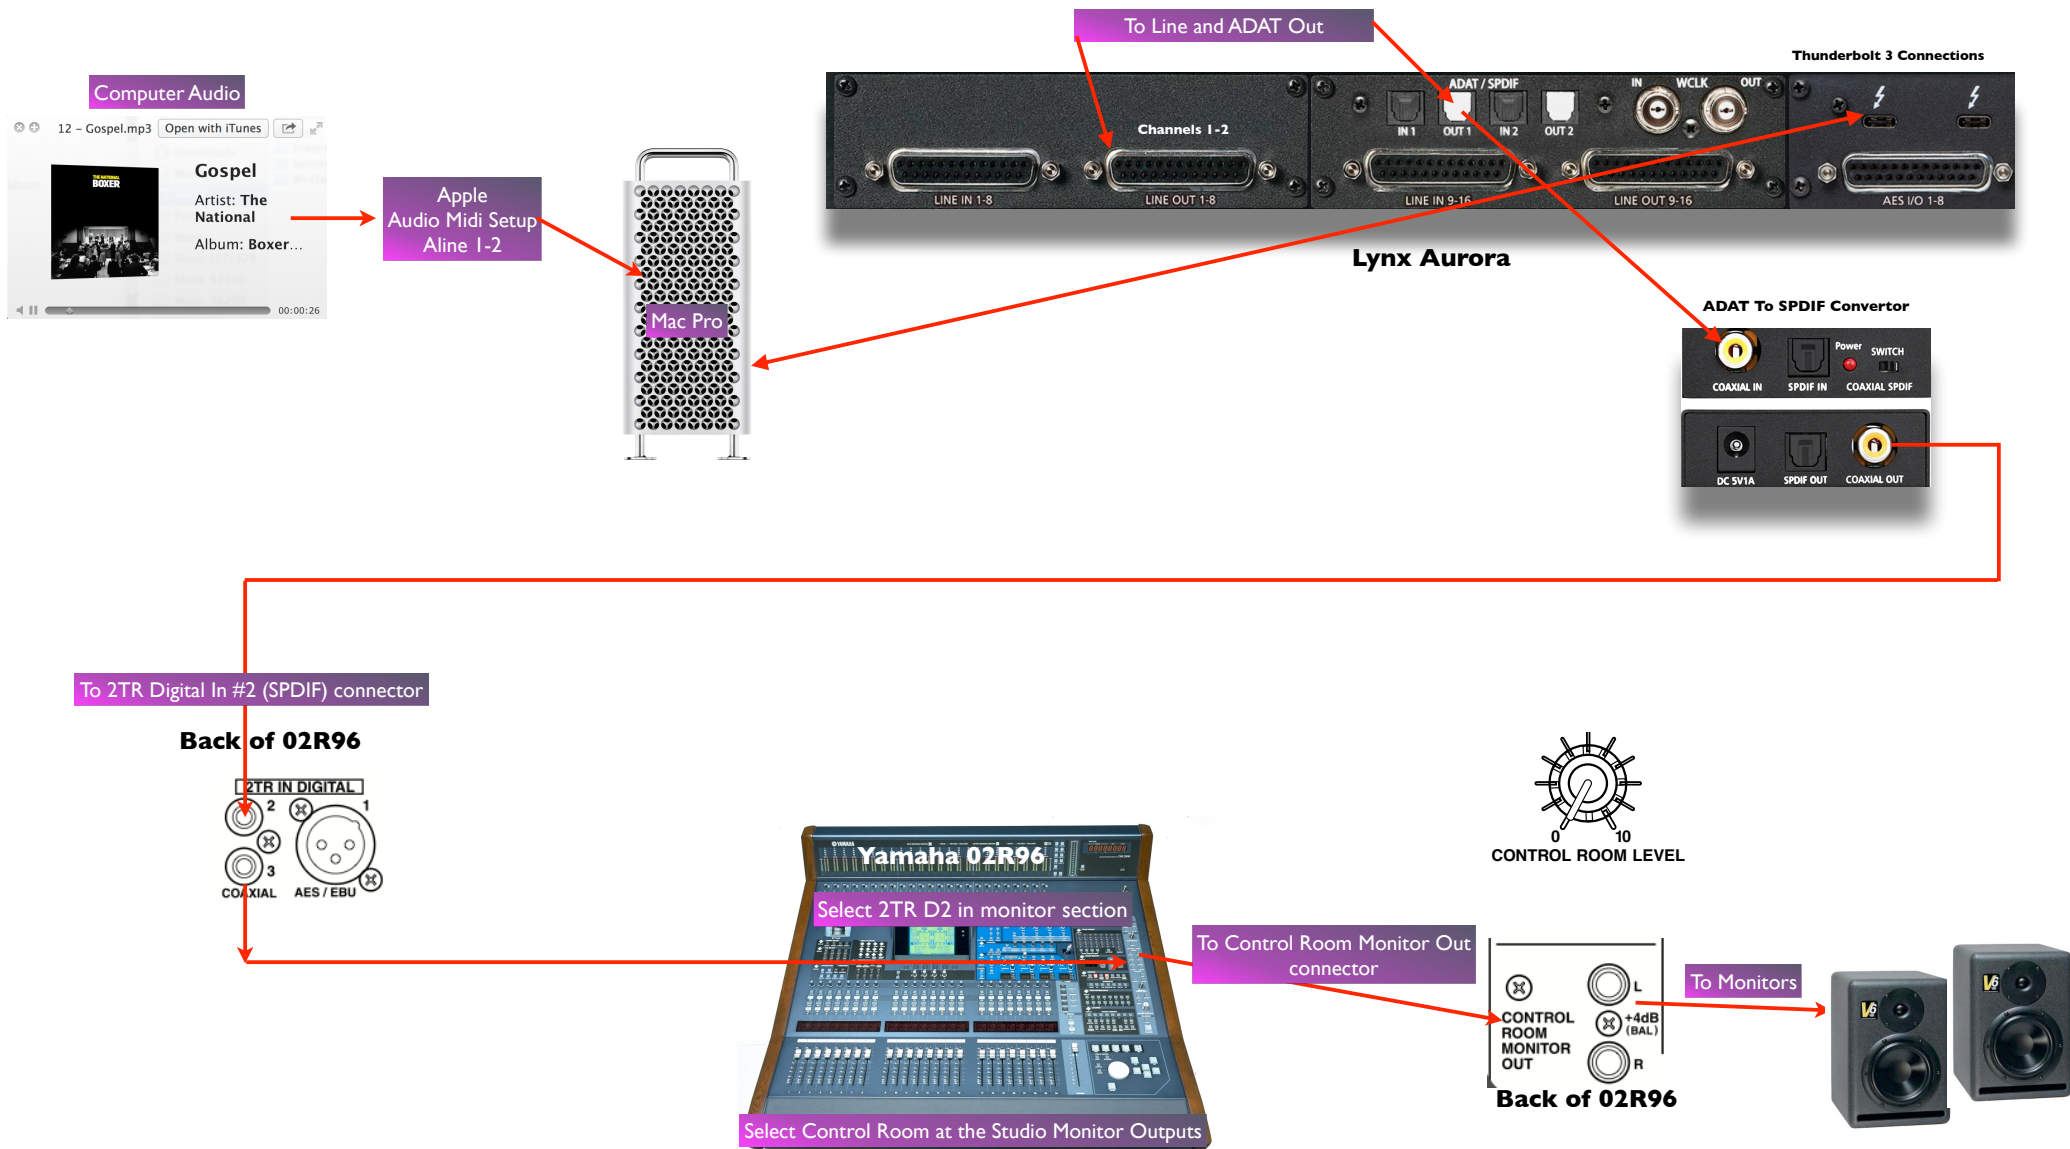 To Line and ADAT Out
Thunderbolt 3 Connections
Computer Audio
12 – Gospel.mp3
Open with iTunes
Gospel
Artist: The
National
Album: Boxer...
THE NATIONAL
BOXER
00:00:26
Apple
Audio Midi Setup
Aline 1-2
Mac Pro
Channels 1-2
LINE IN 1-8
LINE OUT 1-8
ADAT / SPDIF
IN 1
OUT 1
IN 2
OUT 2
IN
WCLK
OUT
LINE IN 9-16
LINE OUT 9-16
AES I/O 1-8
Lynx Aurora
ADAT To SPDIF Convertor
Power
SWITCH
COAXIAL IN
SPDIF IN
COAXIAL SPDIF
DC 5V1A
SPDIF OUT
COAXIAL OUT
To 2TR Digital In #2 (SPDIF) connector
Back of 02R96
2TR IN DIGITAL
2
1
3
COAXIAL
AES / EBU
YAMAHA
Yamaha 02R96
Select 2TR D2 in monitor section
Select Control Room at the Studio Monitor Outputs
To Control Room Monitor Out
connector
0
10
CONTROL ROOM LEVEL
L
+4dB
(BAL)
R
CONTROL
ROOM
MONITOR
OUT
Back of 02R96
To Monitors
V6
V6